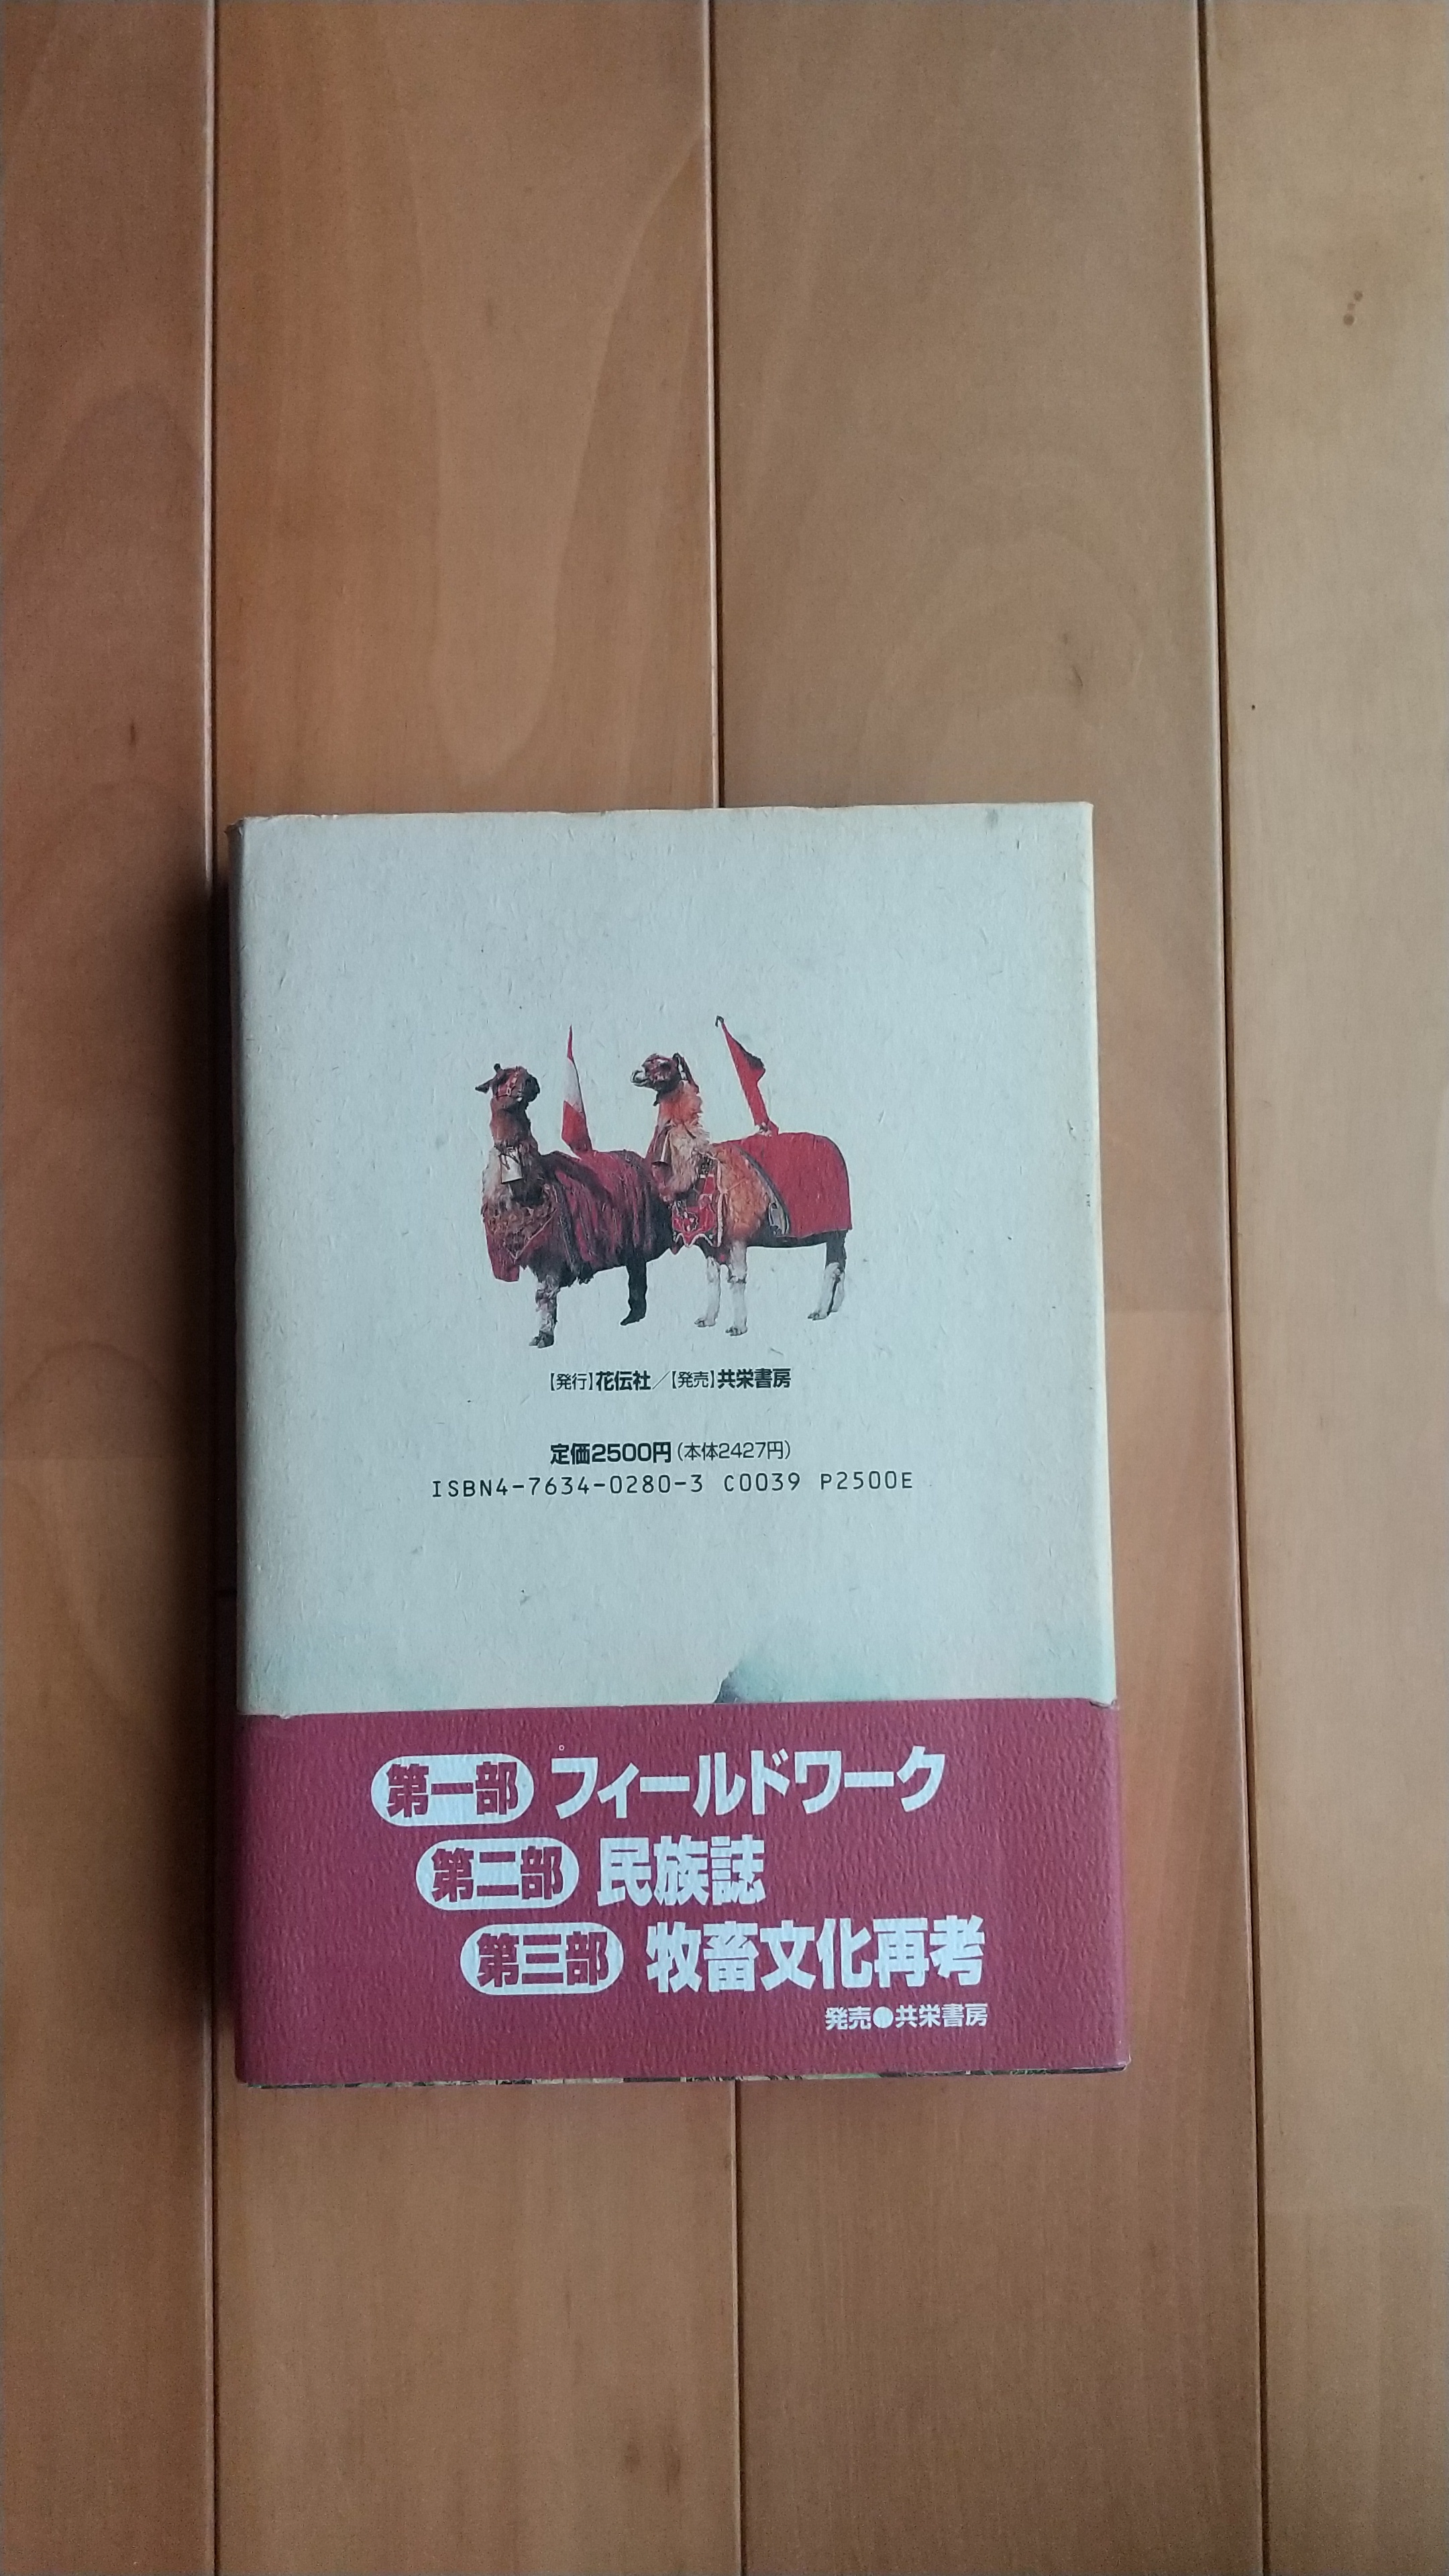 【発行】花伝社／【発売】共栄書房
定価2500円（本体2427円）
ISBN4-7634-0280-3 C0039 P2500E
第一部 フィールドワーク
第二部 民族誌
第三部 牧畜文化再考
発売●共栄書房